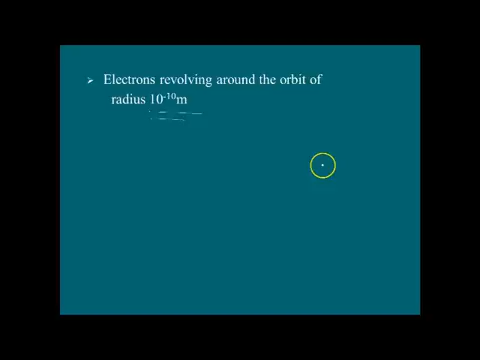 ➢ Electrons revolving around the orbit of
radius 10⁻¹⁰m